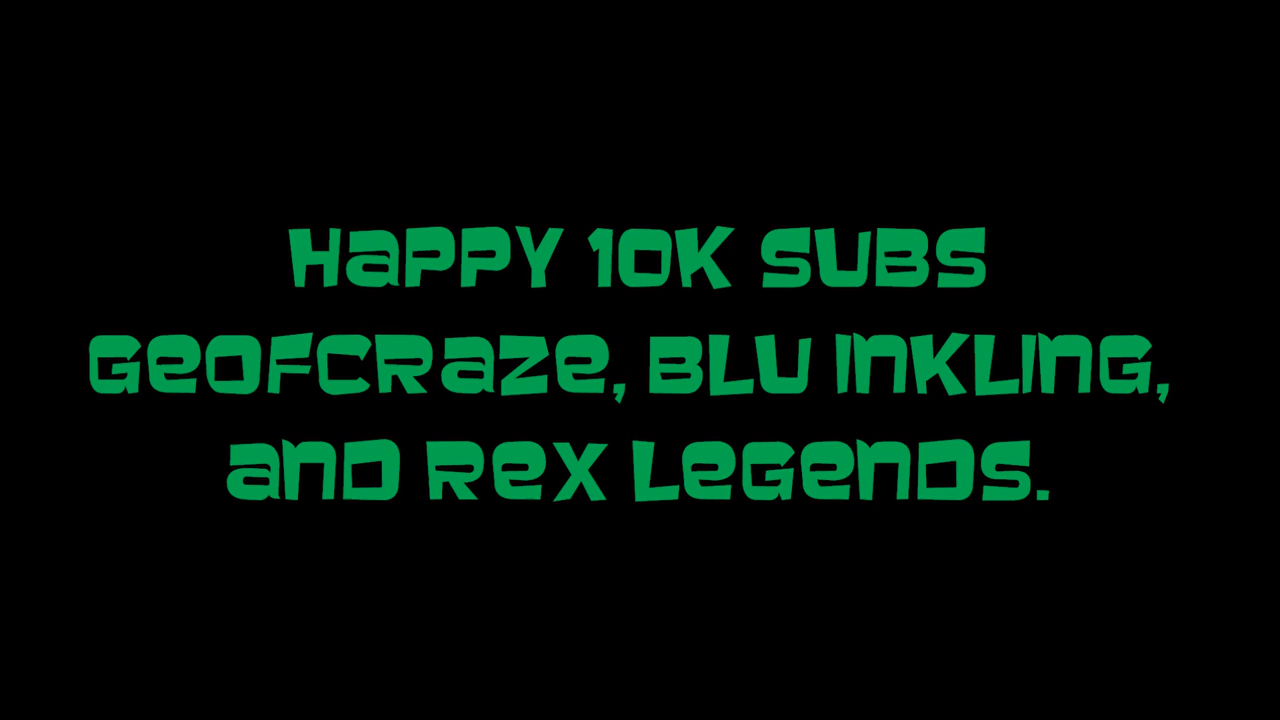 Happy 10K Subs
Geofcraze, Blu Inkling,
and Rex Legends.